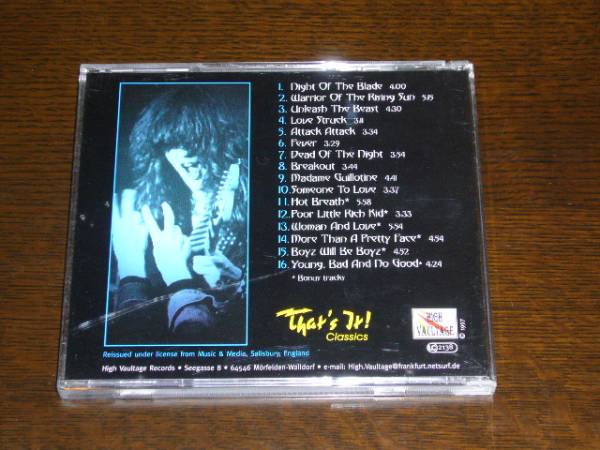 1. Night Of The Blade 4:00
2. Warrior Of The Rising Sun 5:15
3. Unleash The Beast 4:30
4. Love Struck 3:11
5. Attack Attack 3:34
6. Fever 3:29
7. Dead Of The Night 3:54
8. Breakout 3:44
9. Madame Guillotine 4:41
10. Someone To Love 3:37
11. Hot Breath* 5:58
12. Poor Little Rich Kid* 3:33
13. Woman And Love* 5:54
14. More Than A Pretty Face* 4:54
15. Boyz Will Be Boyz* 4:52
16. Young, Bad And No Good* 4:24
* Bonus tracks
That's It!
Classics
HIGH
VAULTAGE
© 1997
LC 2138
Reissued under license from Music & Media, Salisbury, England
High Vaultage Records • Seegasse 8 • 64546 Mörfelden-Walldorf • e-mail: High.Vaultage@frankfurt.netsurf.de